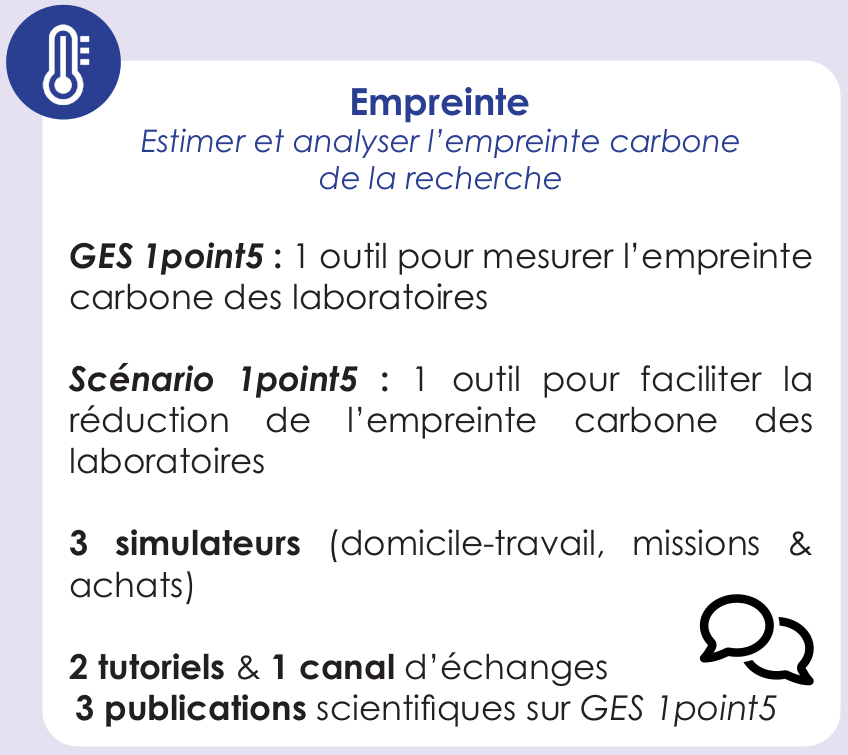 Empreinte
Estimer et analyser l’empreinte carbone
de la recherche
GES 1point5 : 1 outil pour mesurer l’empreinte
carbone des laboratoires
Scénario 1point5 : 1 outil pour faciliter la
réduction de l’empreinte carbone des
laboratoires
3 simulateurs (domicile-travail, missions &
achats)
2 tutoriels & 1 canal d’échanges
3 publications scientifiques sur GES 1point5